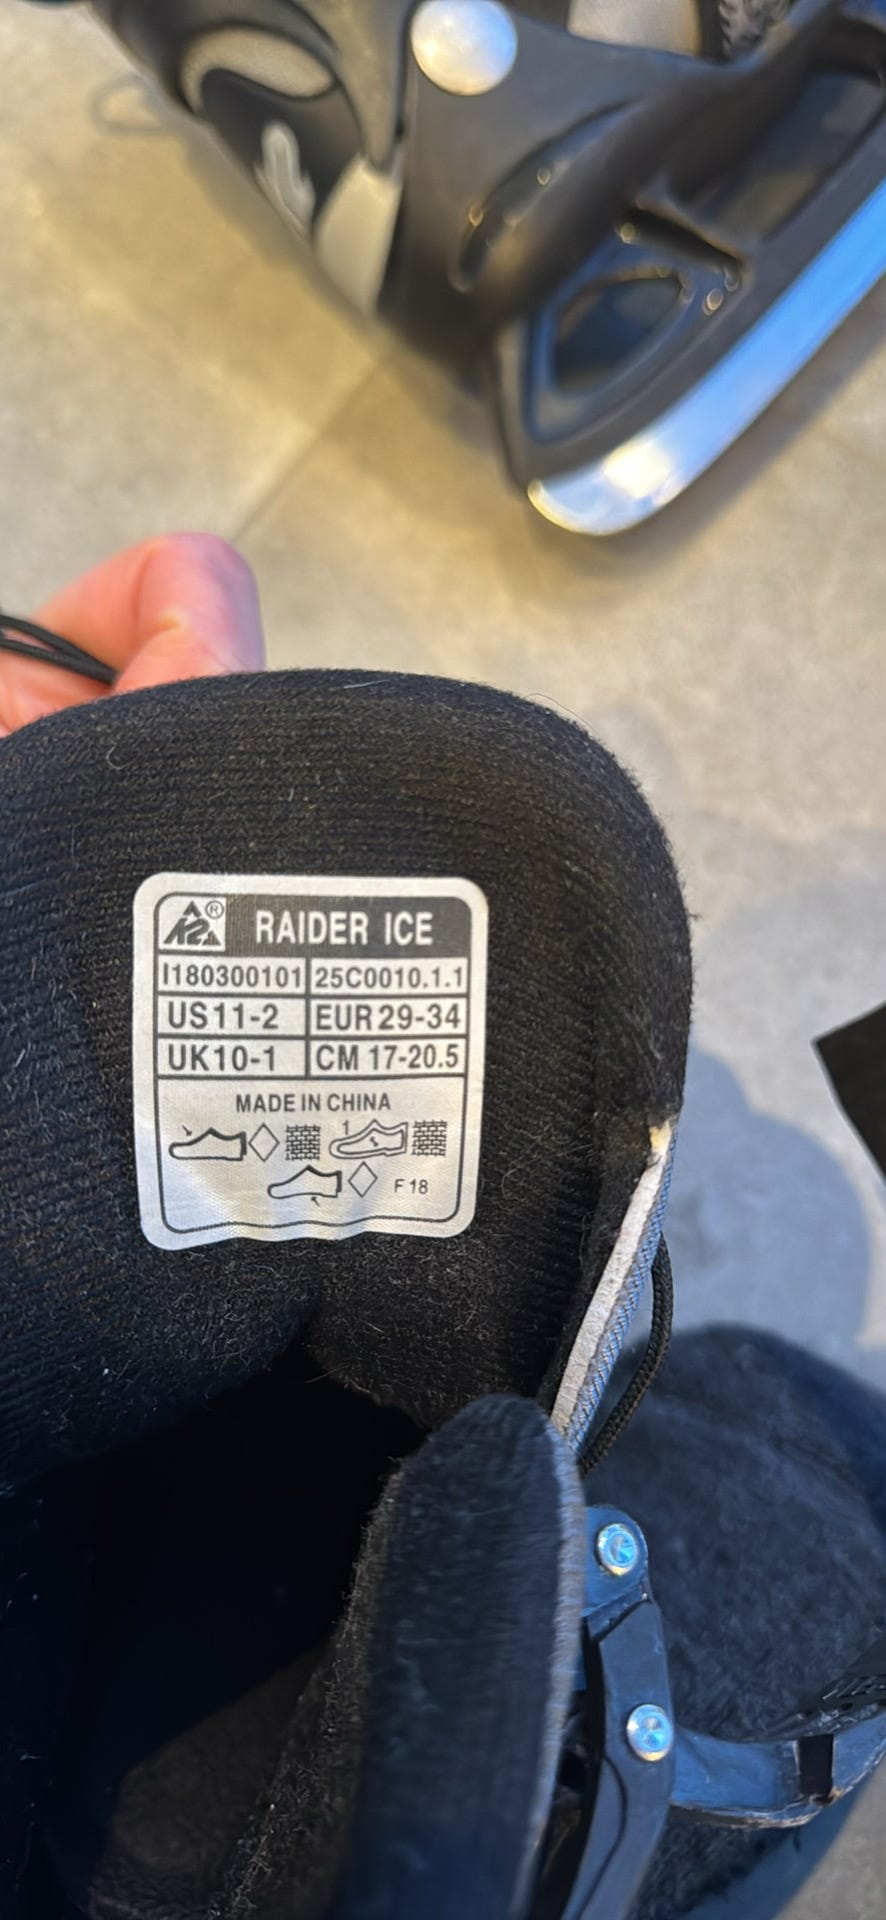 K2® RAIDER ICE
I180300101 25C0010.1.1
US11-2 EUR29-34
UK10-1 CM 17-20.5
MADE IN CHINA
1
F18